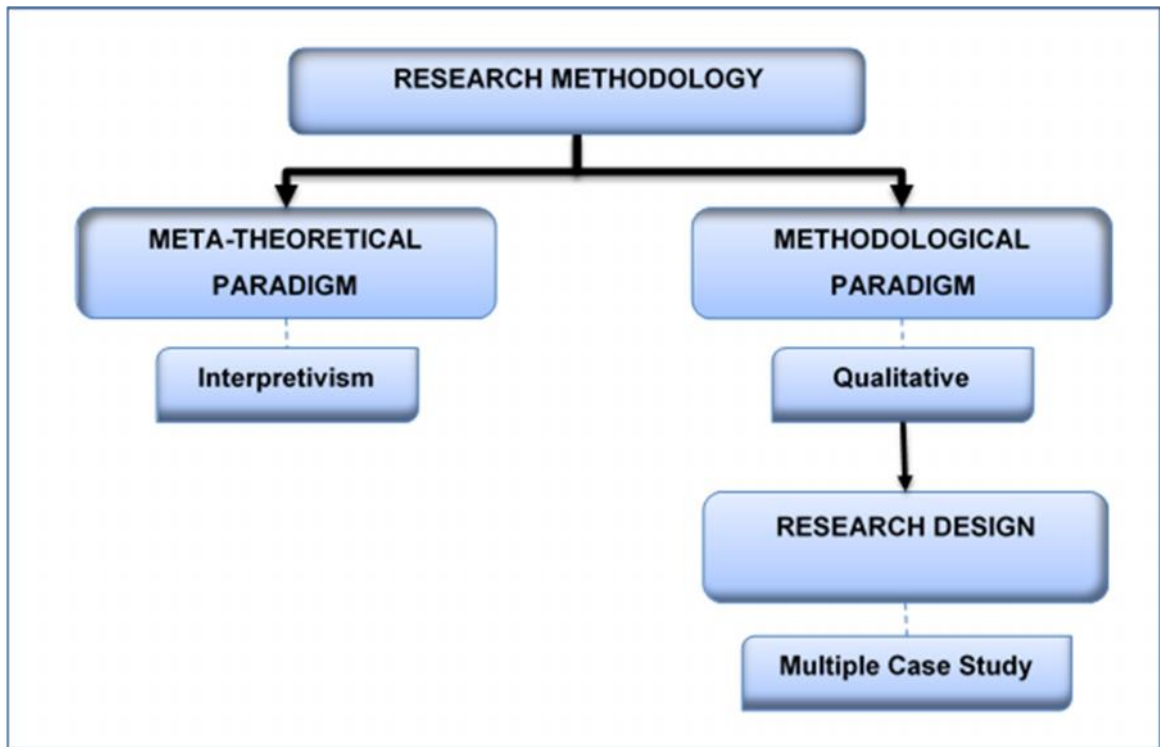 RESEARCH METHODOLOGY
META-THEORETICAL
PARADIGM
METHODOLOGICAL
PARADIGM
Interpretivism
Qualitative
RESEARCH DESIGN
Multiple Case Study